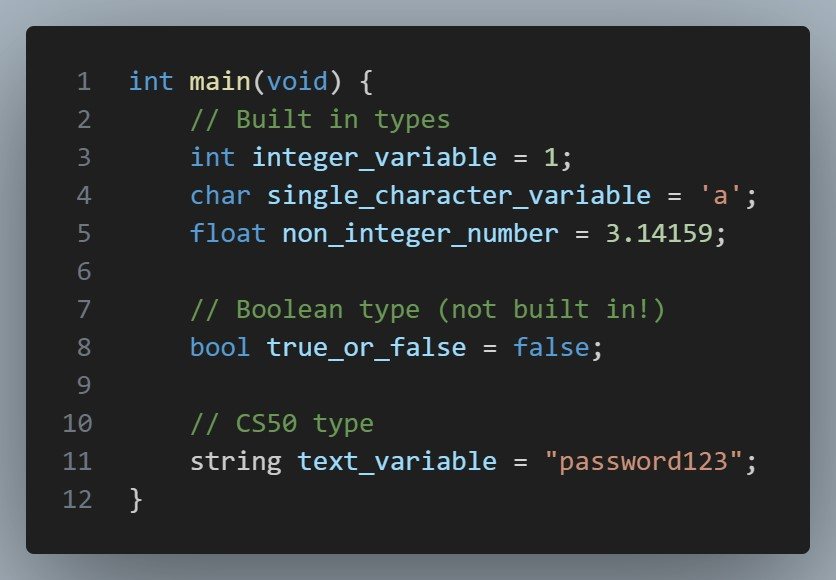 1 int main(void) {
2     // Built in types
3     int integer_variable = 1;
4     char single_character_variable = 'a';
5     float non_integer_number = 3.14159;
6
7     // Boolean type (not built in!)
8     bool true_or_false = false;
9
10     // CS50 type
11     string text_variable = "password123";
12 }